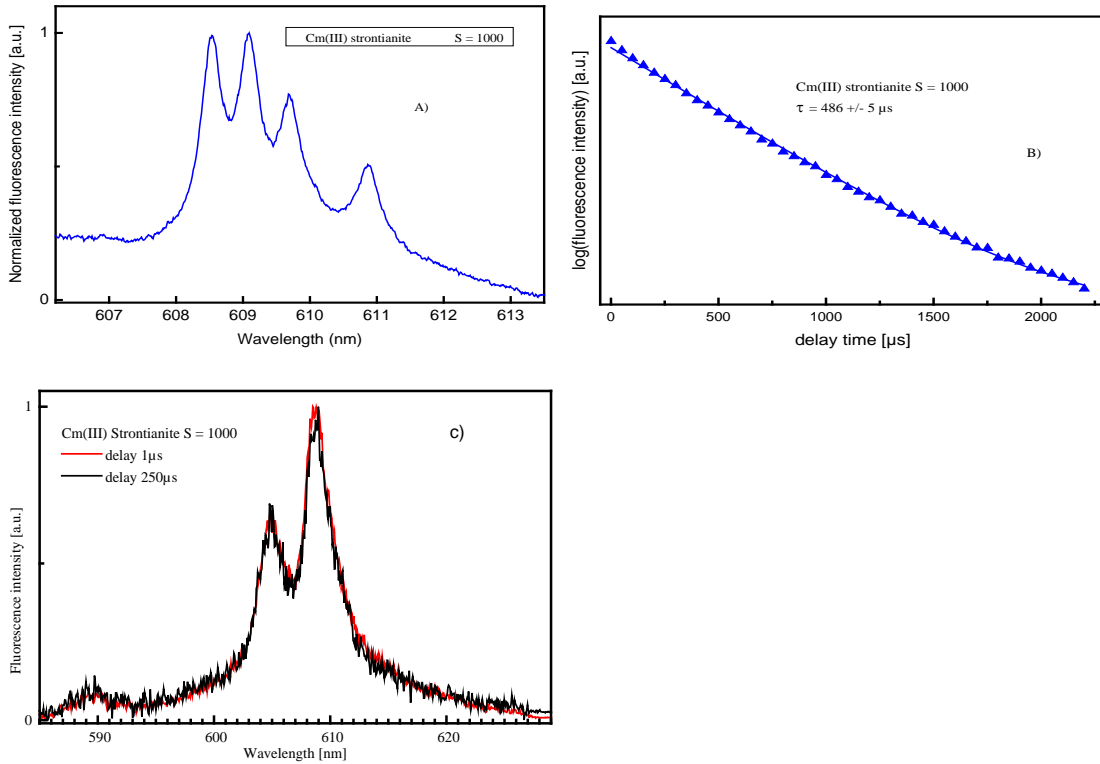 Normalized fluorescence intensity [a.u.]
1
0
Cm(III) strontianite S = 1000
A)
607 608 609 610 611 612 613
Wavelength (nm)
log(fluorescence intensity) [a.u.]
Cm(III) strontianite S = 1000
τ = 486 +/- 5 µs
B)
0 500 1000 1500 2000
delay time [µs]
Fluorescence intensity [a.u.]
1
0
Cm(III) Strontianite S = 1000
delay 1µs
delay 250µs
c)
590 600 610 620
Wavelength [nm]